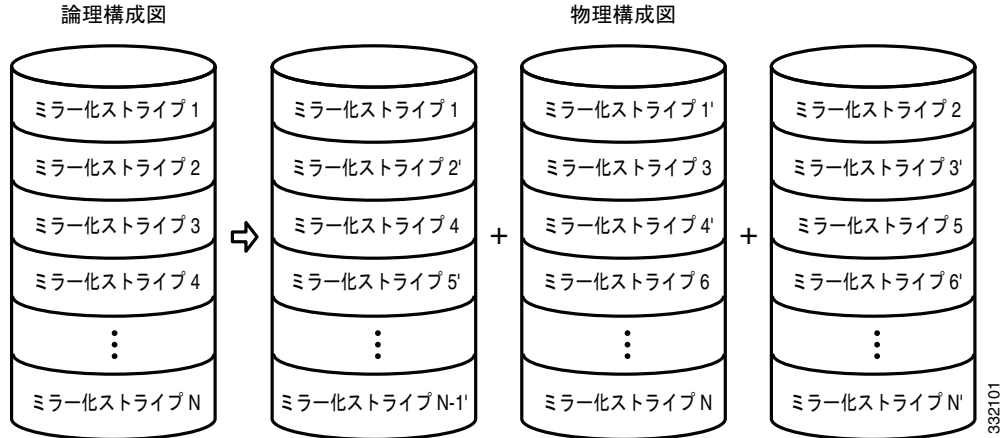 論理構成図
物理構成図
ミラー化ストライプ 1
ミラー化ストライプ 2
ミラー化ストライプ 3
ミラー化ストライプ 4
ミラー化ストライプ N
ミラー化ストライプ 1
ミラー化ストライプ 2'
ミラー化ストライプ 4
ミラー化ストライプ 5'
ミラー化ストライプ N-1'
+
ミラー化ストライプ 1'
ミラー化ストライプ 3
ミラー化ストライプ 4'
ミラー化ストライプ 6
ミラー化ストライプ N
+
ミラー化ストライプ 2
ミラー化ストライプ 3'
ミラー化ストライプ 5
ミラー化ストライプ 6'
ミラー化ストライプ N'
332101